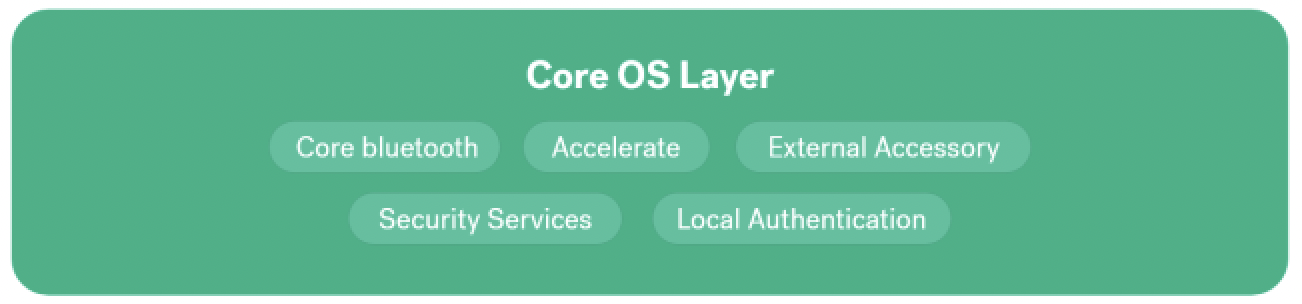 Core OS Layer
Core bluetooth Accelerate External Accessory
Security Services Local Authentication